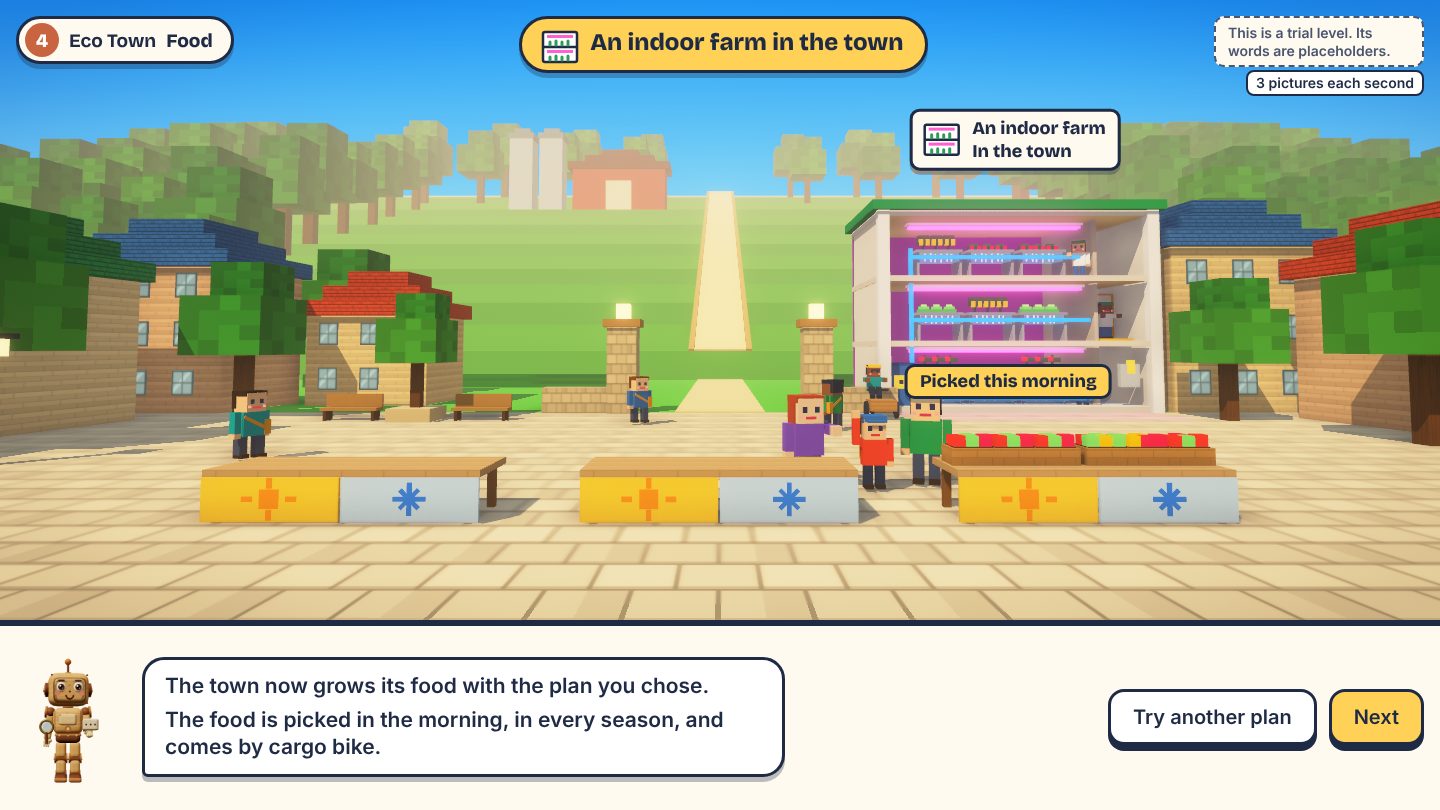 4 Eco Town Food
An indoor farm in the town
This is a trial level. Its
words are placeholders.
3 pictures each second
An indoor farm
In the town
Picked this morning
The town now grows its food with the plan you chose.
The food is picked in the morning, in every season, and
comes by cargo bike.
Try another plan
Next